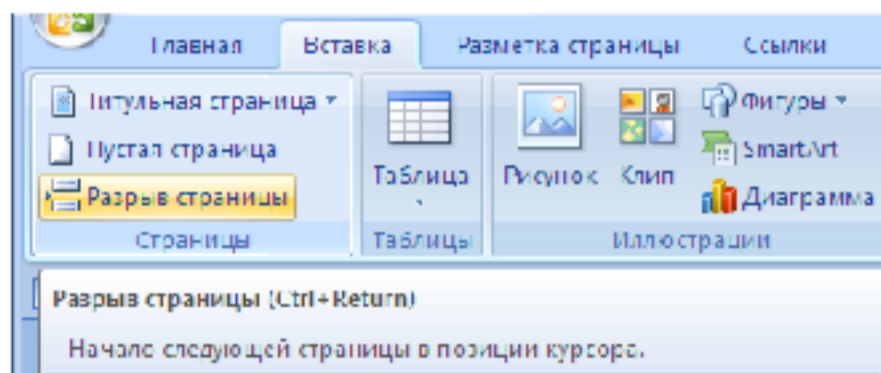 Главная Вставка Разметка страницы Ссылки
Титульная страница
Пустая страница
Разрыв страницы
Страницы
Таблица
Таблицы
Рисунок
Клип
Фигуры
SmartArt
Диаграмма
Иллюстрации
Разрыв страницы (Ctrl+Return)
Начало следующей страницы в позиции курсора.